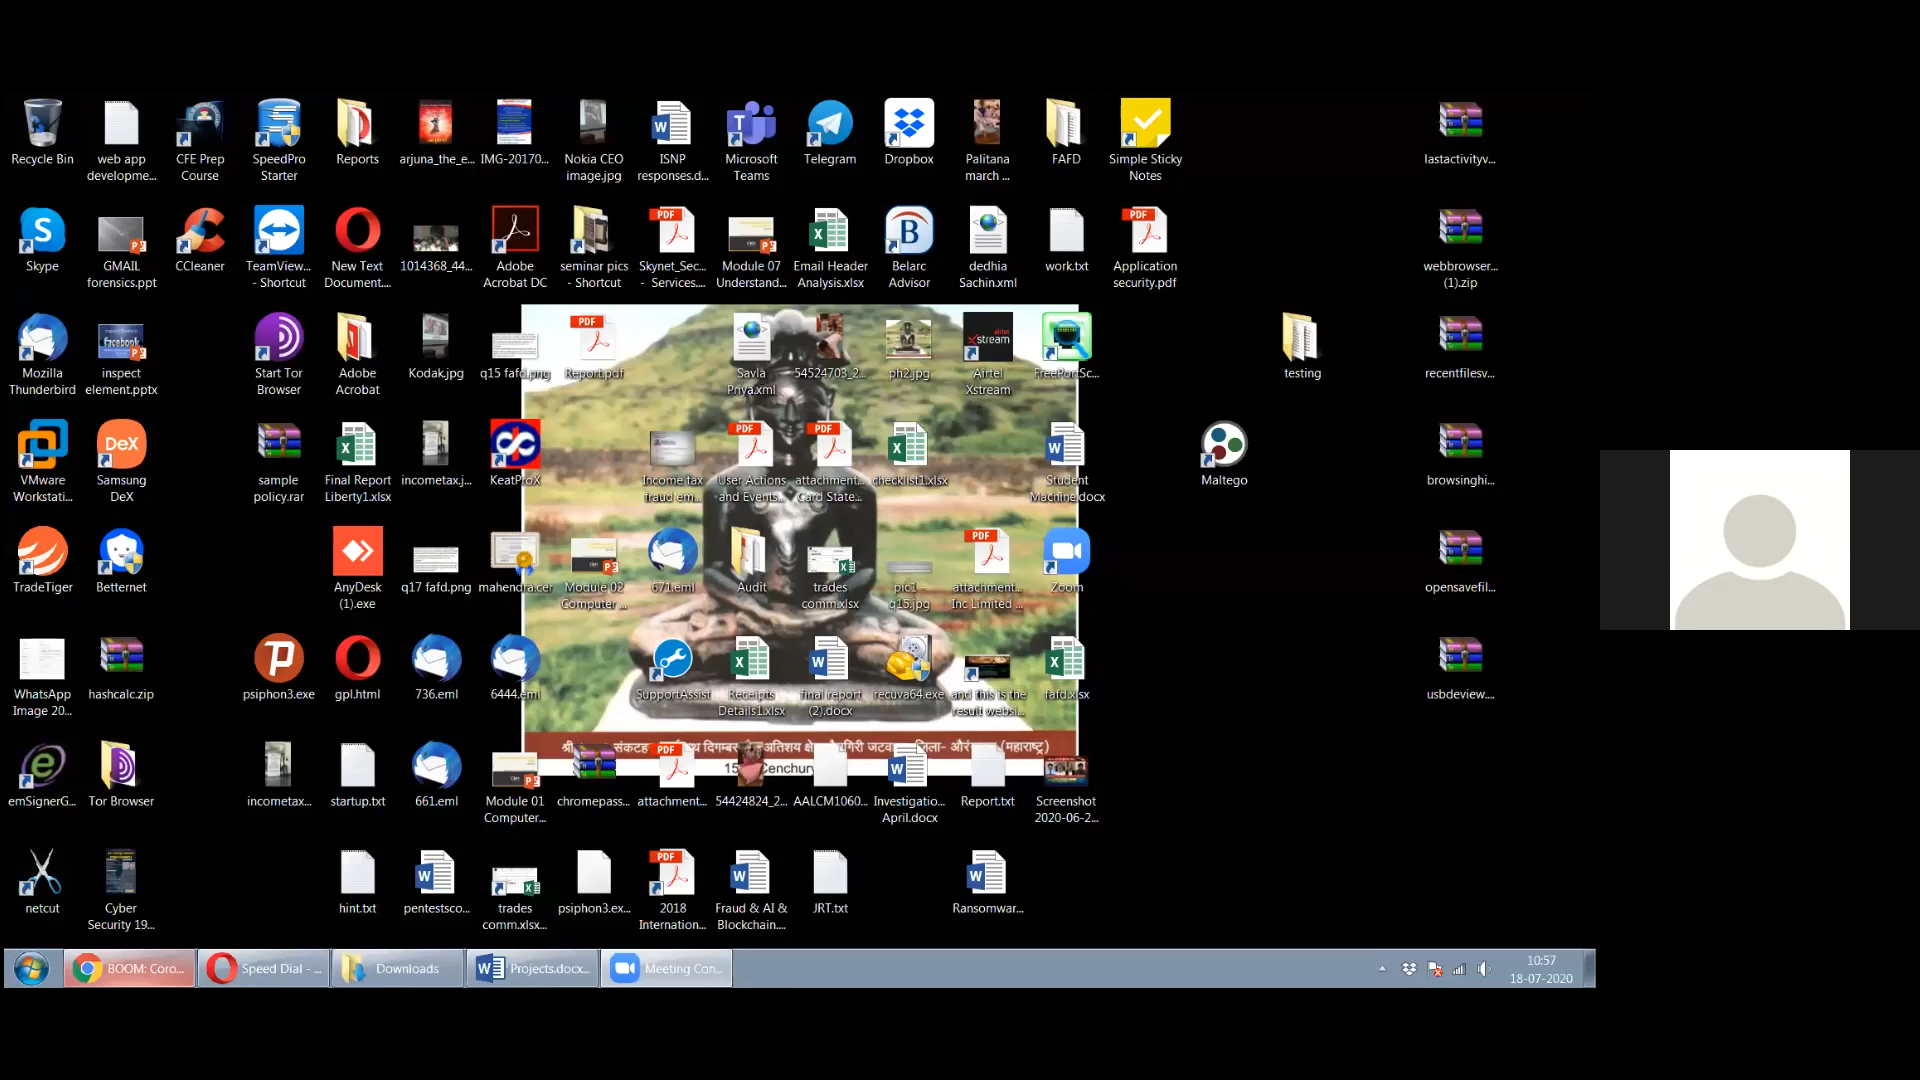 Recycle Bin
web app
developme...
CFE Prep
Course
SpeedPro
Starter
Reports
arjuna_the_e...
IMG-20170...
Nokia CEO
image.jpg
ISNP
responses.d...
Microsoft
Teams
Telegram
Dropbox
Palitana
march ...
FAFD
Simple Sticky
Notes
lastactivityv...
Skype
GMAIL
forensics.ppt
CCleaner
TeamView...
- Shortcut
New Text
Document....
1014368_44...
Adobe
Acrobat DC
seminar pics
- Shortcut
Skynet_Sec...
- Services....
Module 07
Understand...
Email Header
Analysis.xlsx
Belarc
Advisor
dedhia
Sachin.xml
work.txt
Application
security.pdf
webbrowser...
(1).zip
Mozilla
Thunderbird
inspect
element.pptx
Start Tor
Browser
Adobe
Acrobat
Kodak.jpg
q15 fafd.png
Report.pdf
Savla
Priya.xml
54524703_2...
ph2.jpg
Airtel
Xstream
FreePortSc...
testing
recentfilesv...
VMware
Workstati...
Samsung
DeX
sample
policy.rar
Final Report
Liberty1.xlsx
incometax.j...
KeatProX
Income tax
fraud em...
User Actions
and Events...
attachment...
Card State...
checklist1.xlsx
Student
Machine.docx
Maltego
browsinghi...
TradeTiger
Betternet
AnyDesk
(1).exe
q17 fafd.png
mahendra.cer
Module 02
Computer ...
671.eml
Audit
trades
comm.xlsx
pic1 -
q15.jpg
attachment...
Inc Limited ...
Zoom
opensavefil...
WhatsApp
Image 20...
hashcalc.zip
psiphon3.exe
gpl.html
736.eml
6444.eml
SupportAssist
Receipts
Details1.xlsx
final report
(2).docx
recuva64.exe
and this is the
result websi...
fafd.xlsx
usbdeview....
emSignerG...
Tor Browser
incometax...
startup.txt
661.eml
Module 01
Computer...
chromepass...
attachment...
54424824_2...
AALCM1060...
Investigatio...
April.docx
Report.txt
Screenshot
2020-06-2...
netcut
Cyber
Security 19...
hint.txt
pentestsco...
trades
comm.xlsx...
psiphon3.ex...
2018
Internation...
Fraud & AI &
Blockchain....
JRT.txt
Ransomwar...
BOOM: Coro...
Speed Dial - ...
Downloads
Projects.docx...
Meeting Con...
10:57
18-07-2020